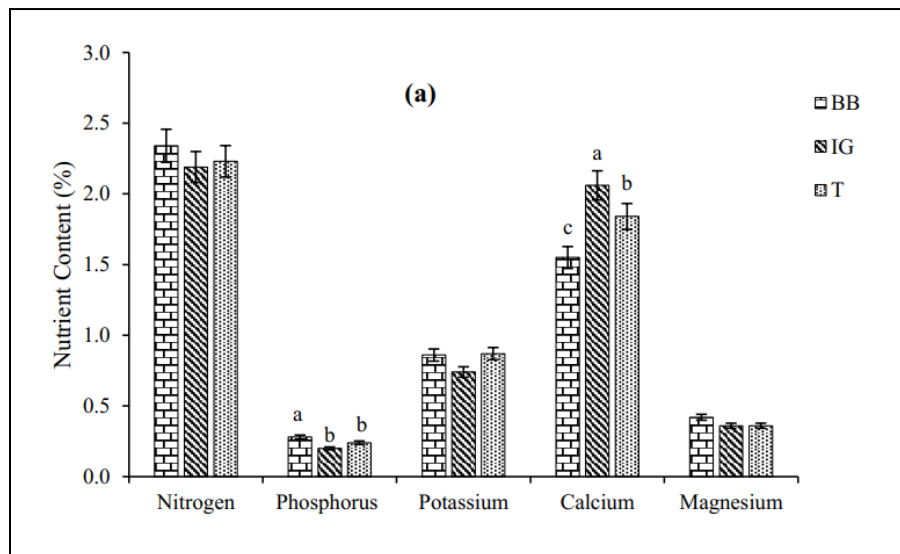 3.0
(a)
BB
2.5
IG
a
T
2.0
b
c
Nutrient Content (%)
1.5
1.0
0.5
a
b
b
0.0
Nitrogen Phosphorus Potassium Calcium Magnesium